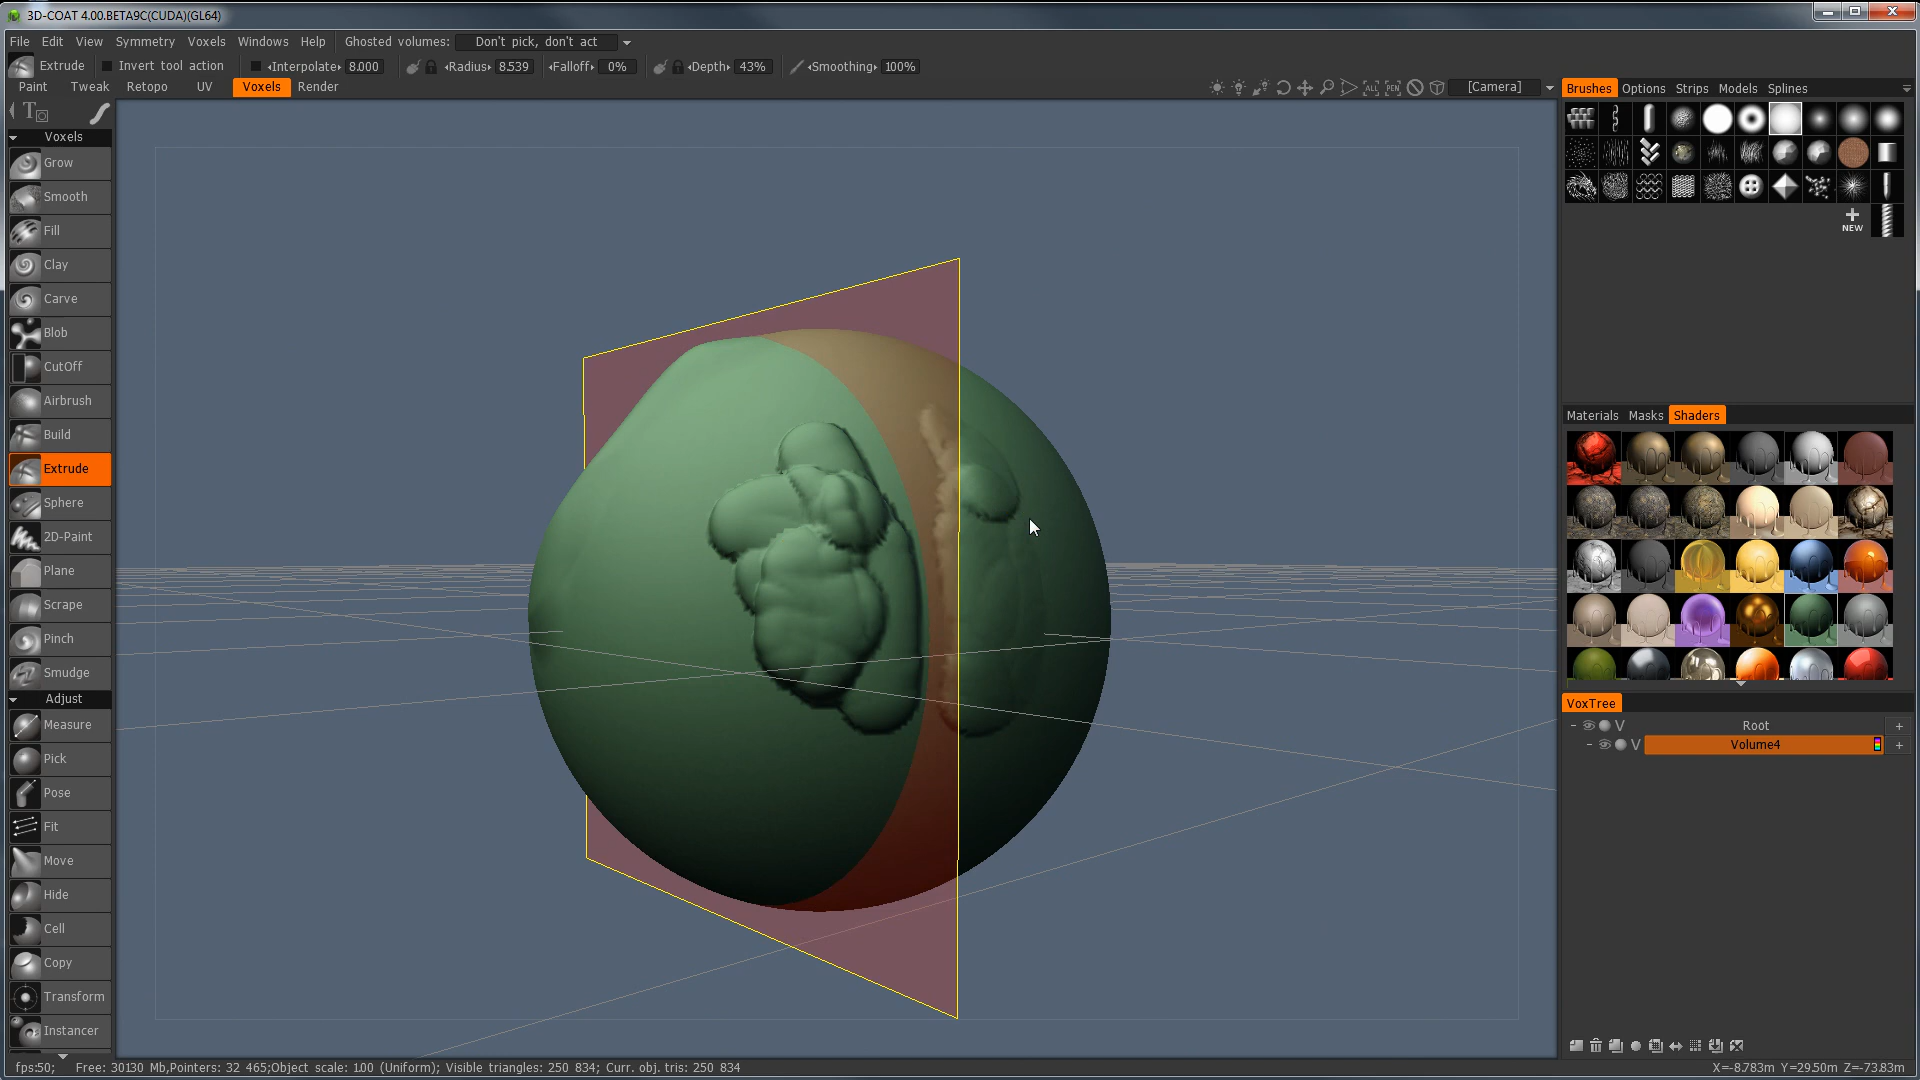 3D-COAT 4.00.BETA9C(CUDA)(GL64)
File Edit View Symmetry Voxels Windows Help Ghosted volumes: Don't pick, don't act
Extrude Invert tool action Interpolate 8.000 Radius 8.539 Falloff 0% Depth 43% Smoothing 100%
Paint Tweak Retopo UV Voxels Render [Camera]
ALL PEN
Brushes Options Strips Models Splines
NEW
Voxels
Grow
Smooth
Fill
Clay
Carve
Blob
CutOff
Airbrush
Build
Extrude
Sphere
2D-Paint
Plane
Scrape
Pinch
Smudge
Adjust
Measure
Pick
Pose
Fit
Move
Hide
Cell
Copy
Transform
Instancer
Materials Masks Shaders
VoxTree
V Root +
V Volume4 +
fps:50; Free: 30130 Mb,Pointers: 32 465;Object scale: 1.00 (Uniform); Visible triangles: 250 834; Curr. obj. tris: 250 834
X=-8.783m Y=29.50m Z=-73.83m